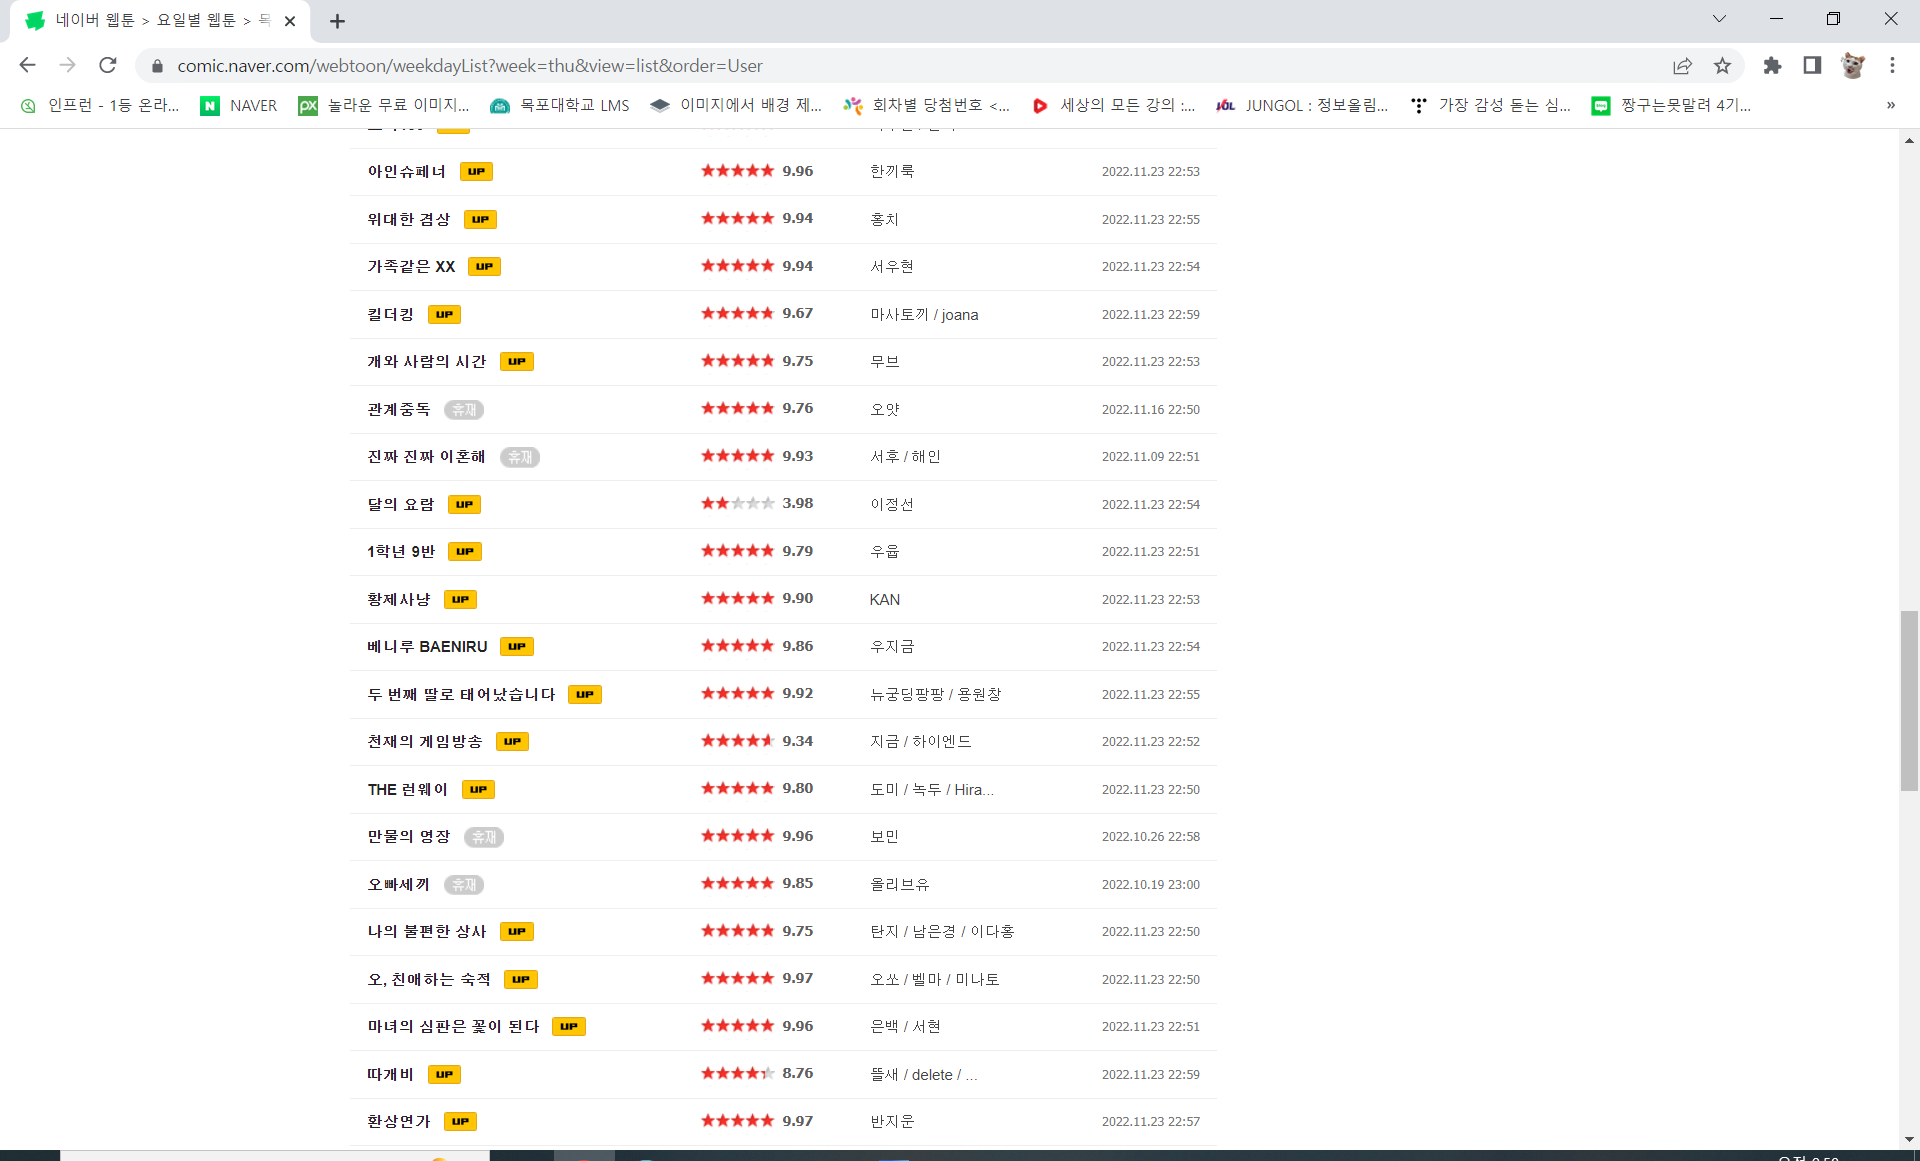 네이버 웹툰 > 요일별 웹툰 > 목
comic.naver.com/webtoon/weekdayList?week=thu&view=list&order=User
인프런 - 1등 온라... NAVER 놀라운 무료 이미지... 목포대학교 LMS 이미지에서 배경 제... 회차별 당첨번호 <... 세상의 모든 강의 :... JUNGOL : 정보올림... 가장 감성 돋는 심... 짱구는못말려 4기... »
아인슈페너 UP 9.96 한끼룩 2022.11.23 22:53
위대한 겸상 UP 9.94 홍치 2022.11.23 22:55
가족같은 XX UP 9.94 서우현 2022.11.23 22:54
킬더킹 UP 9.67 마사토끼 / joana 2022.11.23 22:59
개와 사람의 시간 UP 9.75 무브 2022.11.23 22:53
관계중독 휴재 9.76 오얏 2022.11.16 22:50
진짜 진짜 이혼해 휴재 9.93 서후 / 해인 2022.11.09 22:51
달의 요람 UP 3.98 이정선 2022.11.23 22:54
1학년 9반 UP 9.79 우율 2022.11.23 22:51
황제사냥 UP 9.90 KAN 2022.11.23 22:53
베니루 BAENIRU UP 9.86 우지금 2022.11.23 22:54
두 번째 딸로 태어났습니다 UP 9.92 뉴궁딩팡팡 / 용원창 2022.11.23 22:55
천재의 게임방송 UP 9.34 지금 / 하이엔드 2022.11.23 22:52
THE 런웨이 UP 9.80 도미 / 녹두 / Hira... 2022.11.23 22:50
만물의 영장 휴재 9.96 보민 2022.10.26 22:58
오빠세끼 휴재 9.85 올리브유 2022.10.19 23:00
나의 불편한 상사 UP 9.75 탄지 / 남은경 / 이다홍 2022.11.23 22:50
오, 친애하는 숙적 UP 9.97 오쏘 / 벨마 / 미나토 2022.11.23 22:50
마녀의 심판은 꽃이 된다 UP 9.96 은백 / 서현 2022.11.23 22:51
따개비 UP 8.76 뜰새 / delete / ... 2022.11.23 22:59
환상연가 UP 9.97 반지운 2022.11.23 22:57